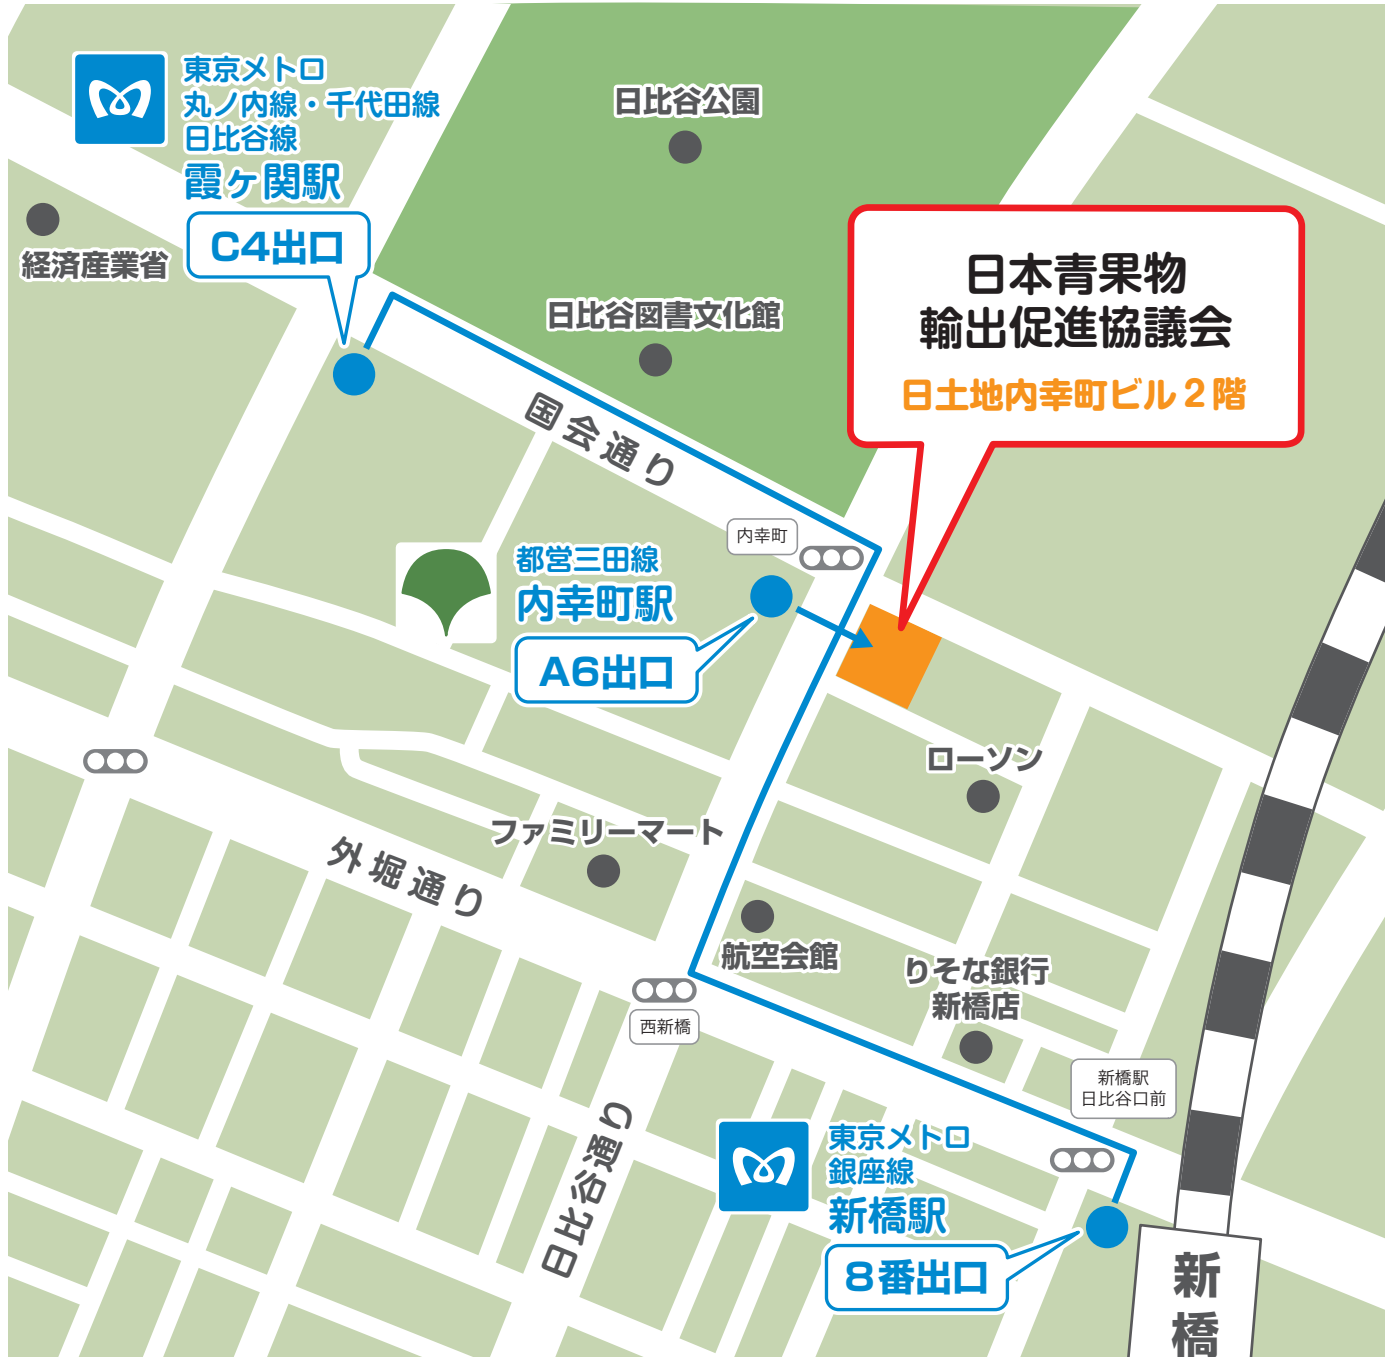 東京メトロ
丸ノ内線・千代田線
日比谷線
霞ヶ関駅
C4出口
経済産業省
日比谷公園
日比谷図書文化館
日本青果物
輸出促進協議会
日土地内幸町ビル2階
国会通り
内幸町
都営三田線
内幸町駅
A6出口
ローソン
ファミリーマート
外堀通り
航空会館
りそな銀行
新橋店
西新橋
新橋駅
日比谷口前
日比谷通り
東京メトロ
銀座線
新橋駅
8番出口
新橋